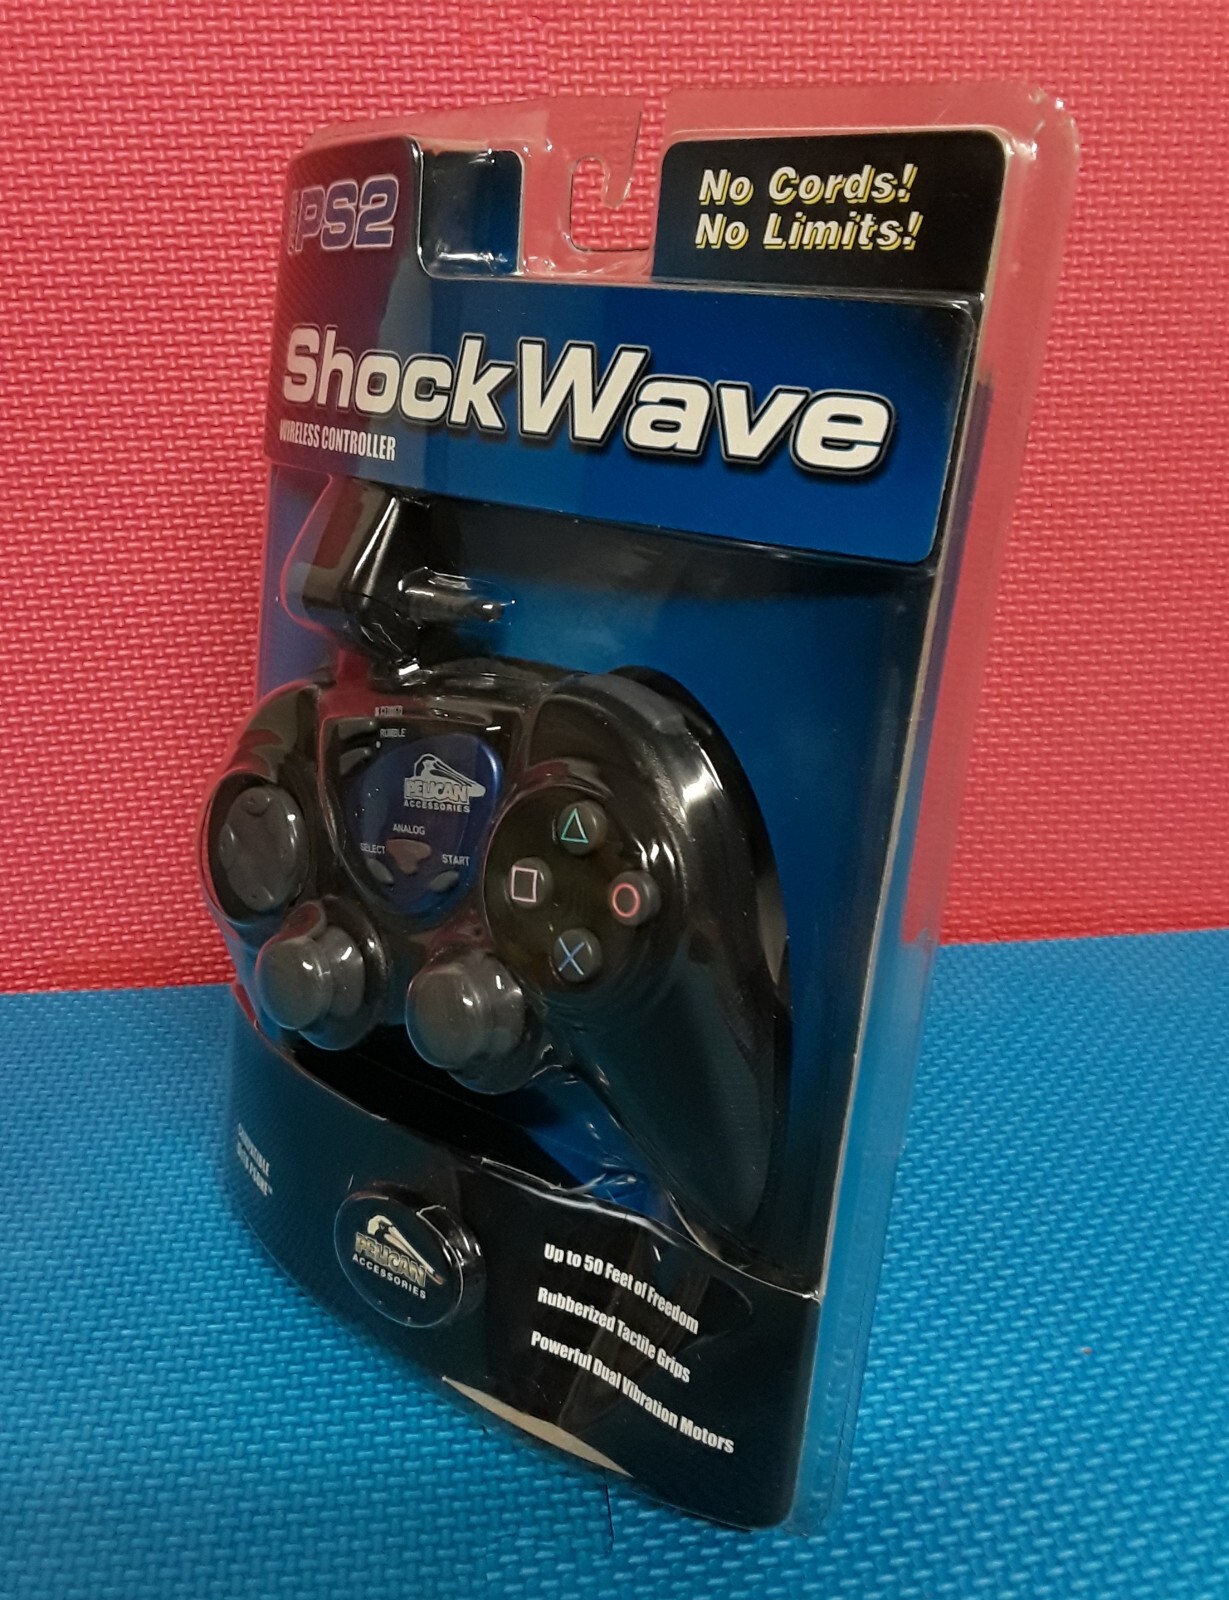 PS2
No Cords!
No Limits!
ShockWave
WIRELESS CONTROLLER
RUMBLE
PELICAN
ACCESSORIES
ANALOG
SELECT
START
COMPATIBLE
PELICAN
ACCESSORIES
Up to 50 Feet of Freedom
Rubberized Tactile Grips
Powerful Dual Vibration Motors